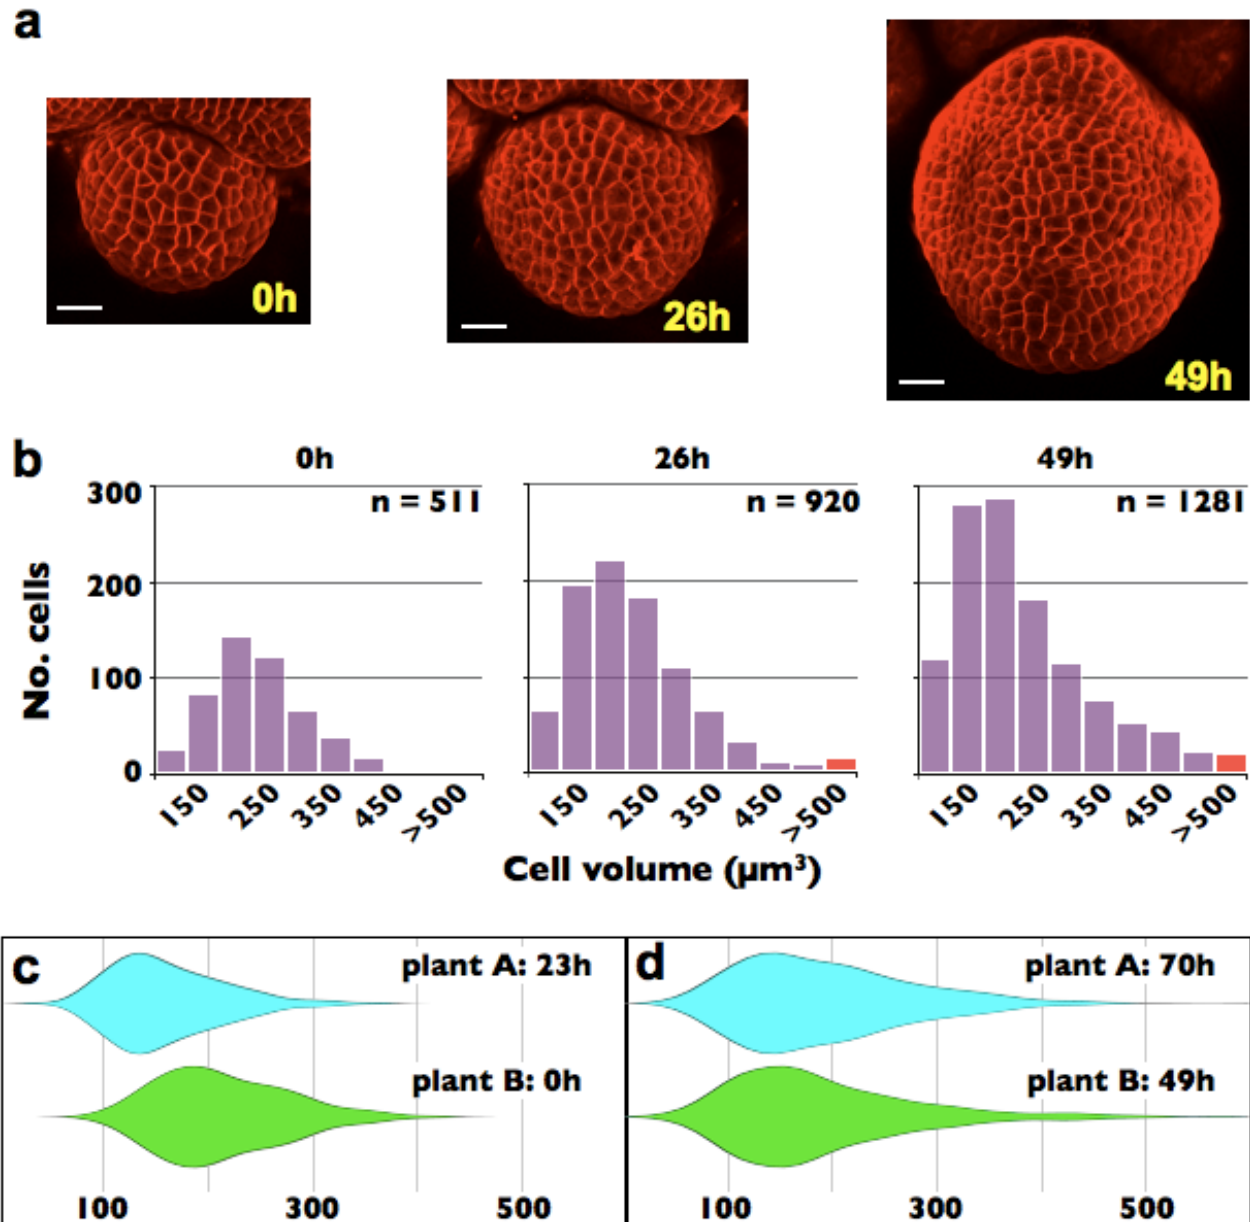 a
0h
26h
49h
b
0h 26h 49h
n = 511 n = 920 n = 1281
300
200
100
0
No. cells
150 250 350 450 >500 150 250 350 450 >500 150 250 350 450 >500
Cell volume (µm³)
c plant A: 23h d plant A: 70h
plant B: 0h plant B: 49h
100 300 500 100 300 500